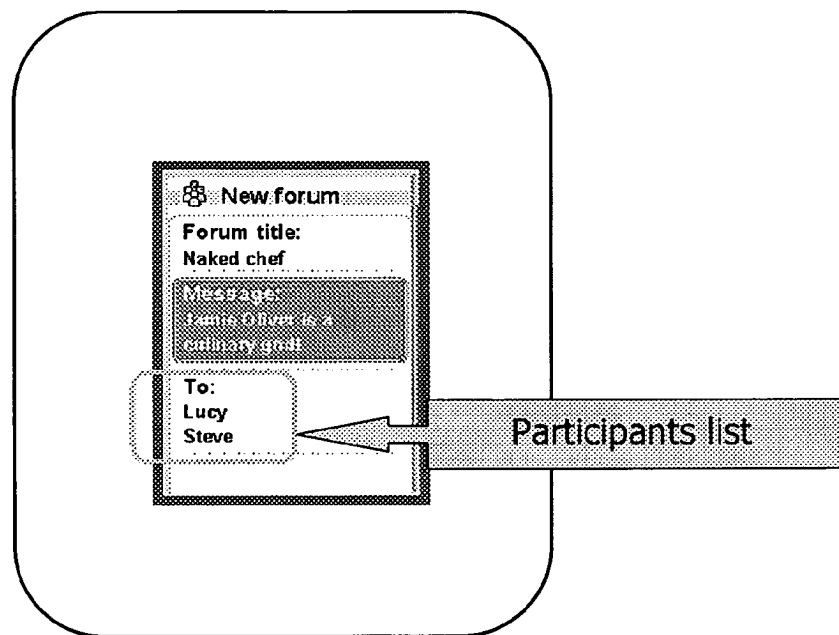 New forum
Forum title:
Naked chef
Message:
Jamie Oliver is a
culinary god!
To:
Lucy
Steve
Participants list